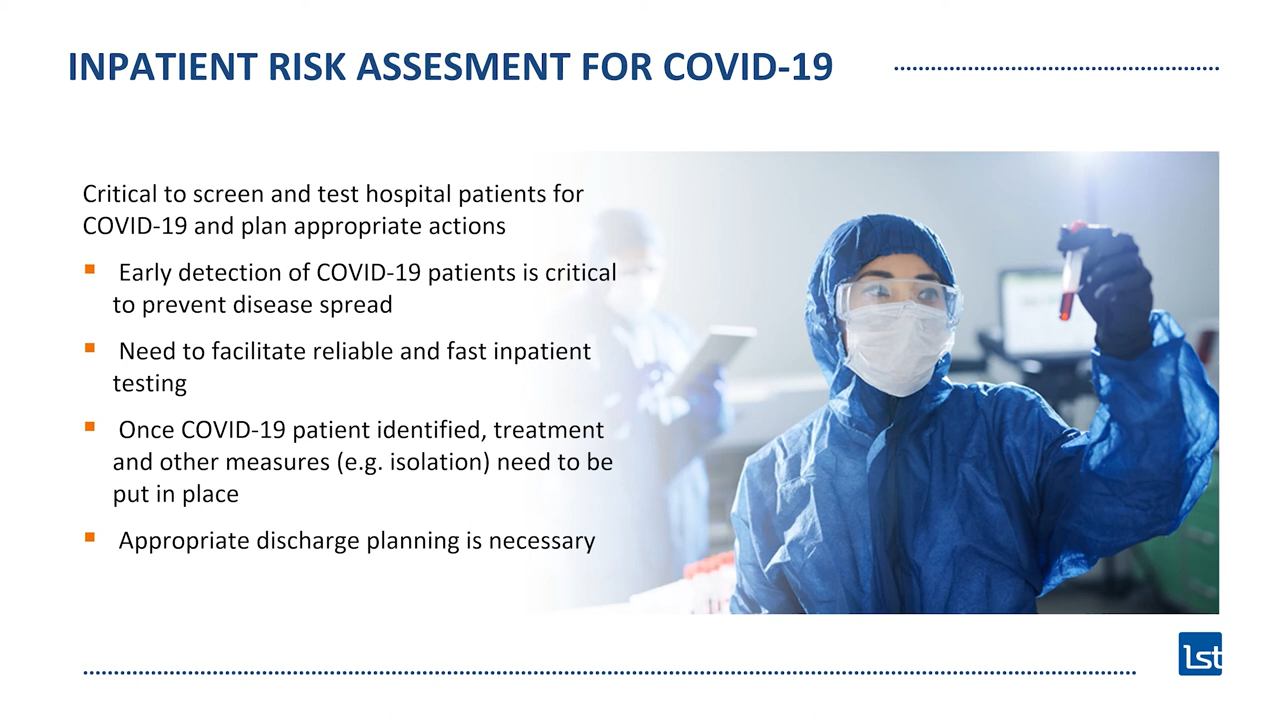 INPATIENT RISK ASSESMENT FOR COVID-19
Critical to screen and test hospital patients for
COVID-19 and plan appropriate actions
Early detection of COVID-19 patients is critical
to prevent disease spread
Need to facilitate reliable and fast inpatient
testing
Once COVID-19 patient identified, treatment
and other measures (e.g. isolation) need to be
put in place
Appropriate discharge planning is necessary
1st